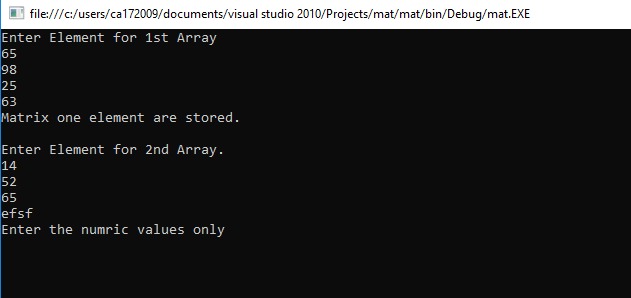 file:///c:/users/ca172009/documents/visual studio 2010/Projects/mat/mat/bin/Debug/mat.EXE
Enter Element for 1st Array
65
98
25
63
Matrix one element are stored.
Enter Element for 2nd Array.
14
52
65
efsf
Enter the numric values only